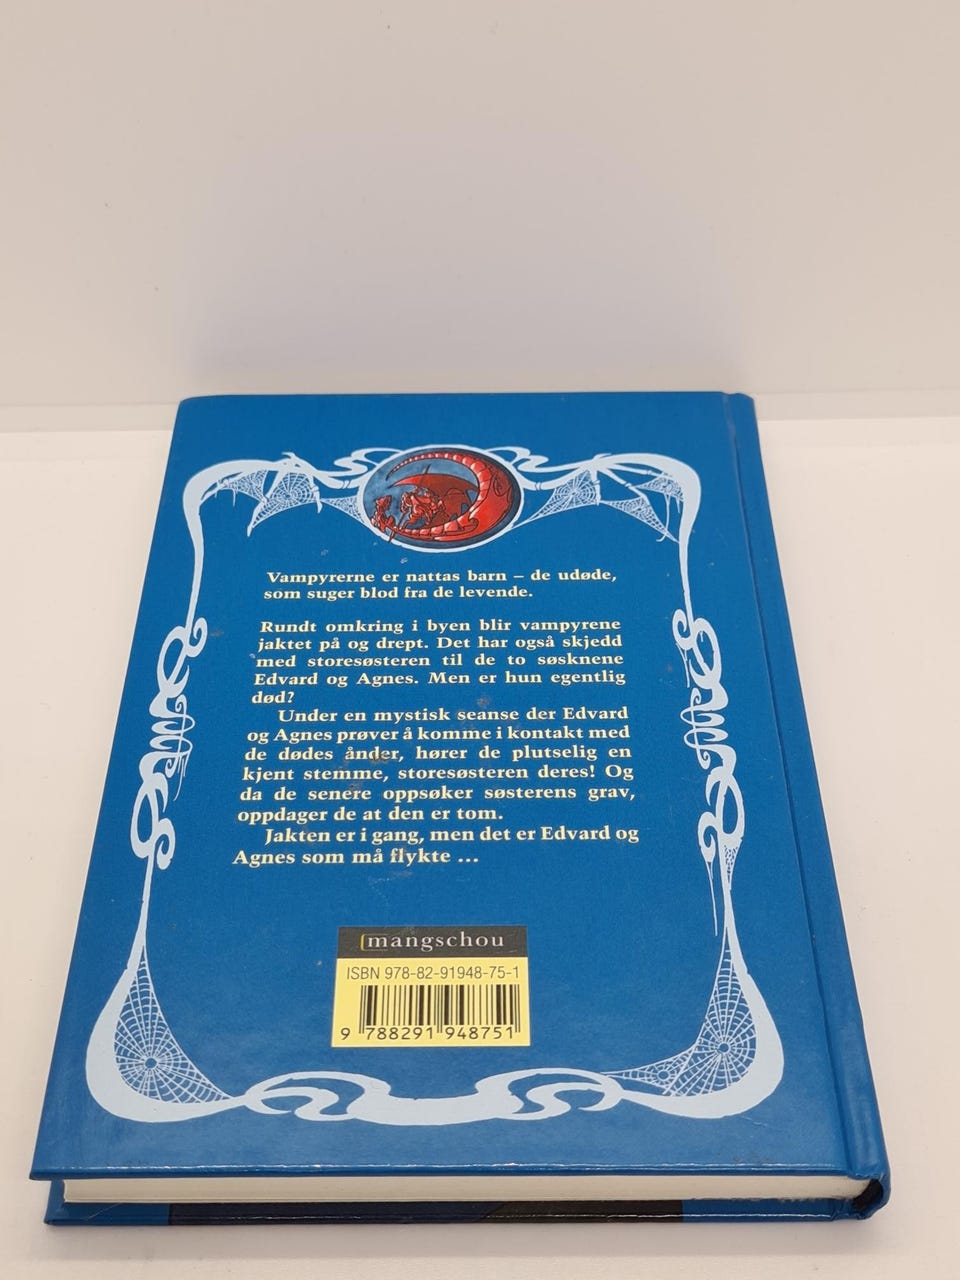 Vampyrerne er nattas barn – de udøde,
som suger blod fra de levende.
Rundt omkring i byen blir vampyrene
jaktet på og drept. Det har også skjedd
med storesøsteren til de to søsknene
Edvard og Agnes. Men er hun egentlig
død?
Under en mystisk seanse der Edvard
og Agnes prøver å komme i kontakt med
de dødes ånder, hører de plutselig en
kjent stemme, storesøsteren deres! Og
da de senere oppsøker søsterens grav,
oppdager de at den er tom.
Jakten er i gang, men det er Edvard og
Agnes som må flykte ...
mangschou
ISBN 978-82-91948-75-1
9 788291 948751